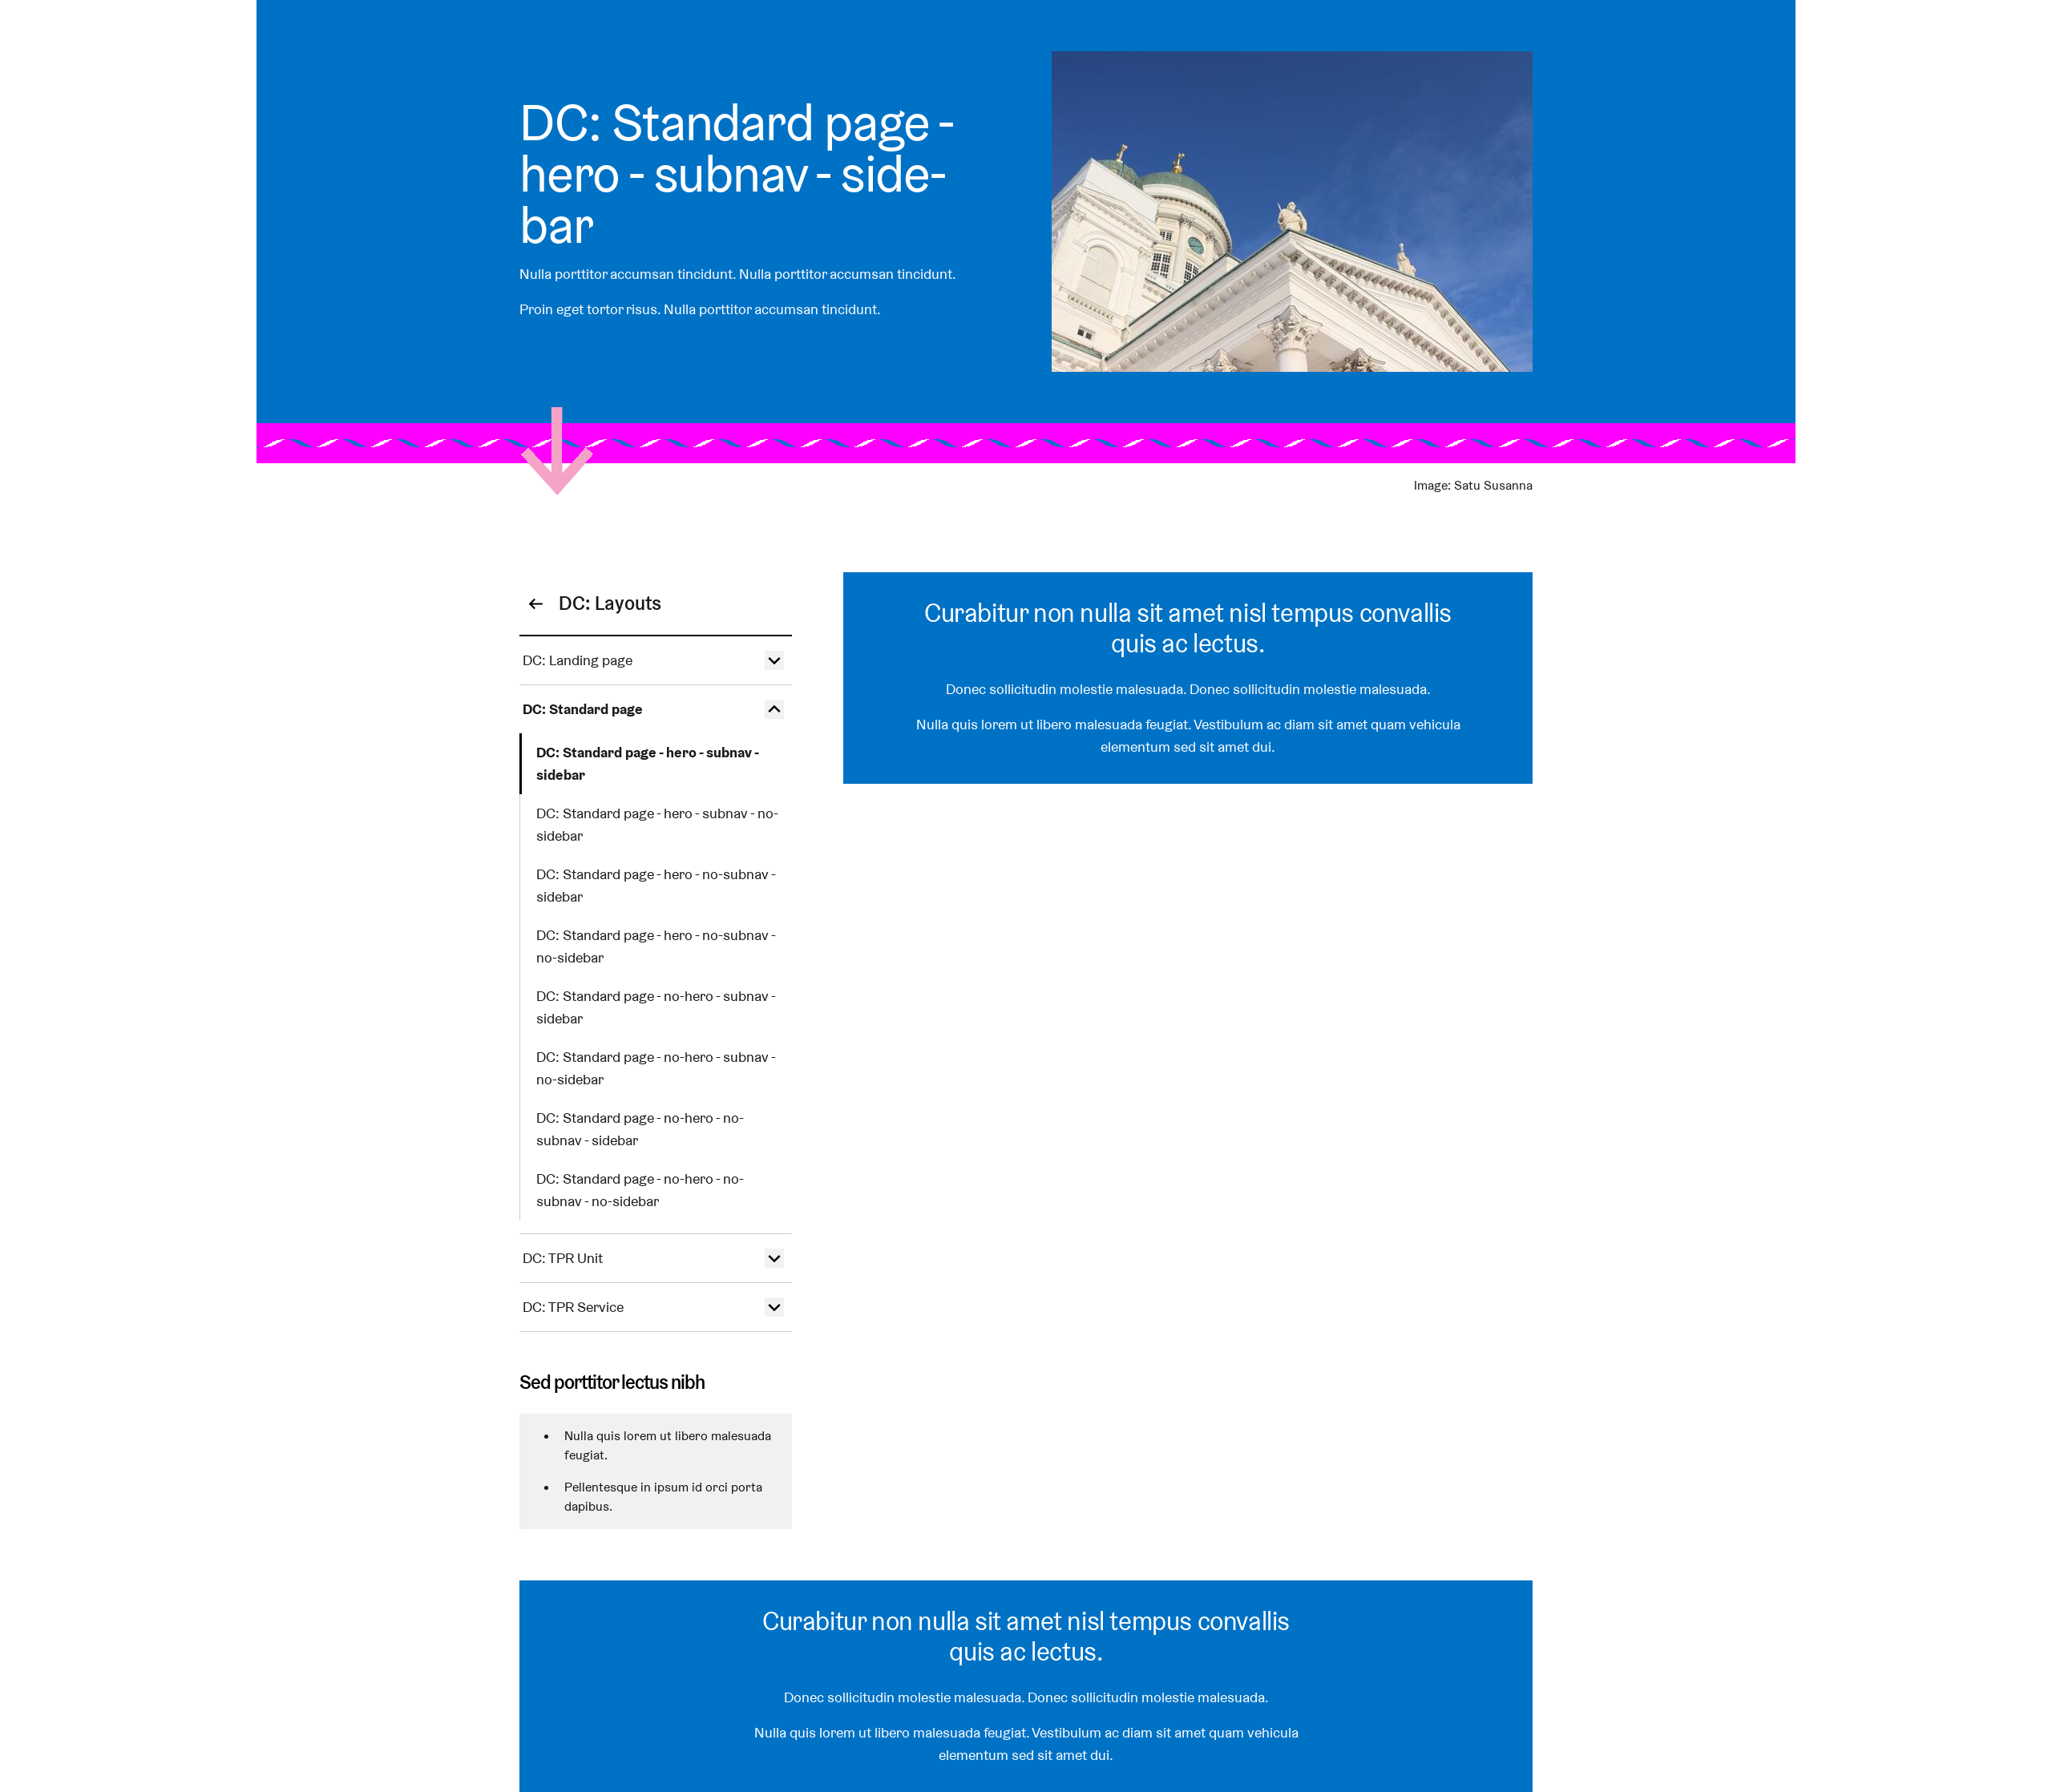 DC: Standard page -
hero - subnav - side-
bar
Nulla porttitor accumsan tincidunt. Nulla porttitor accumsan tincidunt.
Proin eget tortor risus. Nulla porttitor accumsan tincidunt.
Image: Satu Susanna
DC: Layouts
DC: Landing page
DC: Standard page
DC: Standard page - hero - subnav -
sidebar
DC: Standard page - hero - subnav - no-
sidebar
DC: Standard page - hero - no-subnav -
sidebar
DC: Standard page - hero - no-subnav -
no-sidebar
DC: Standard page - no-hero - subnav -
sidebar
DC: Standard page - no-hero - subnav -
no-sidebar
DC: Standard page - no-hero - no-
subnav - sidebar
DC: Standard page - no-hero - no-
subnav - no-sidebar
DC: TPR Unit
DC: TPR Service
Sed porttitor lectus nibh
Nulla quis lorem ut libero malesuada
feugiat.
Pellentesque in ipsum id orci porta
dapibus.
Curabitur non nulla sit amet nisl tempus convallis
quis ac lectus.
Donec sollicitudin molestie malesuada. Donec sollicitudin molestie malesuada.
Nulla quis lorem ut libero malesuada feugiat. Vestibulum ac diam sit amet quam vehicula
elementum sed sit amet dui.
Curabitur non nulla sit amet nisl tempus convallis
quis ac lectus.
Donec sollicitudin molestie malesuada. Donec sollicitudin molestie malesuada.
Nulla quis lorem ut libero malesuada feugiat. Vestibulum ac diam sit amet quam vehicula
elementum sed sit amet dui.